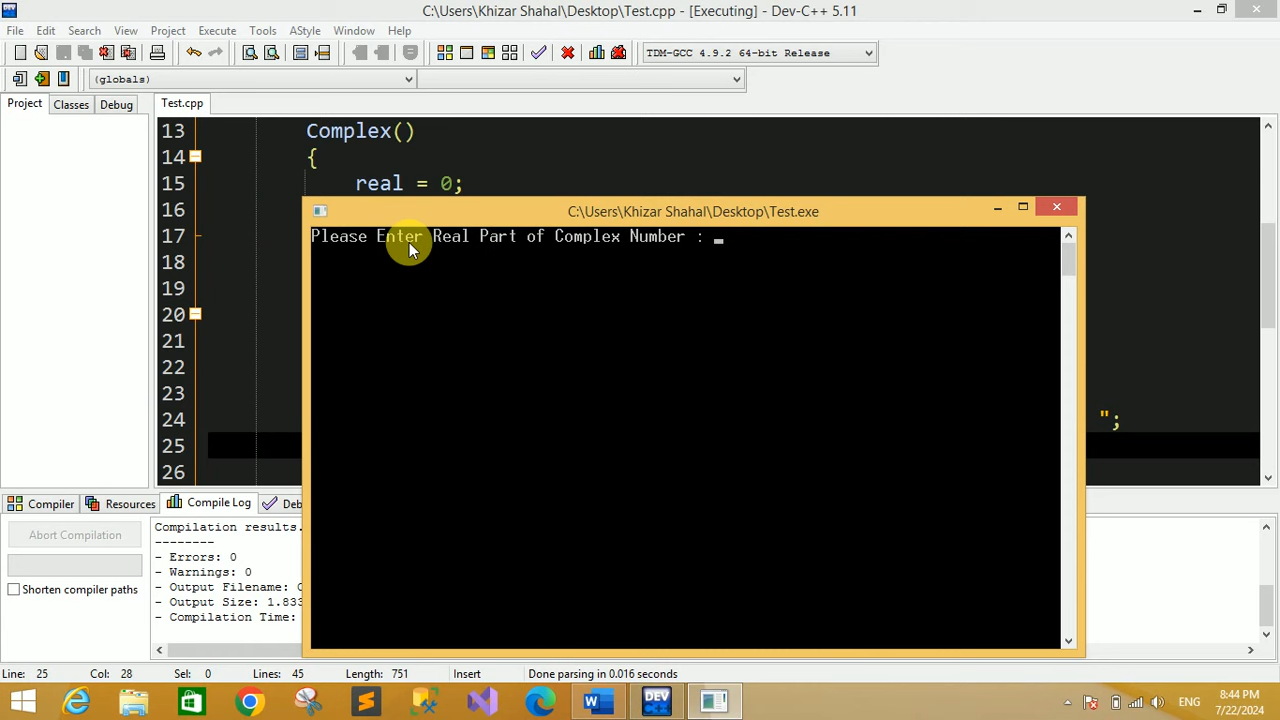 C:\Users\Khizar Shahal\Desktop\Test.cpp - [Executing] - Dev-C++ 5.11
File Edit Search View Project Execute Tools AStyle Window Help
TDM-GCC 4.9.2 64-bit Release
(globals)
Project Classes Debug
Test.cpp
13 Complex()
14 {
15 real = 0;
16
C:\Users\Khizar Shahal\Desktop\Test.exe
17
Please Enter Real Part of Complex Number : _
18
19
20
21
22
23
24 ";
25
26
Compiler Resources Compile Log Deb
Abort Compilation
Shorten compiler paths
Compilation results.
--------
- Errors: 0
- Warnings: 0
- Output Filename: C
- Output Size: 1.833
- Compilation Time:
Line: 25 Col: 28 Sel: 0 Lines: 45 Length: 751 Insert Done parsing in 0.016 seconds
DEV C++
ENG
8:44 PM
7/22/2024